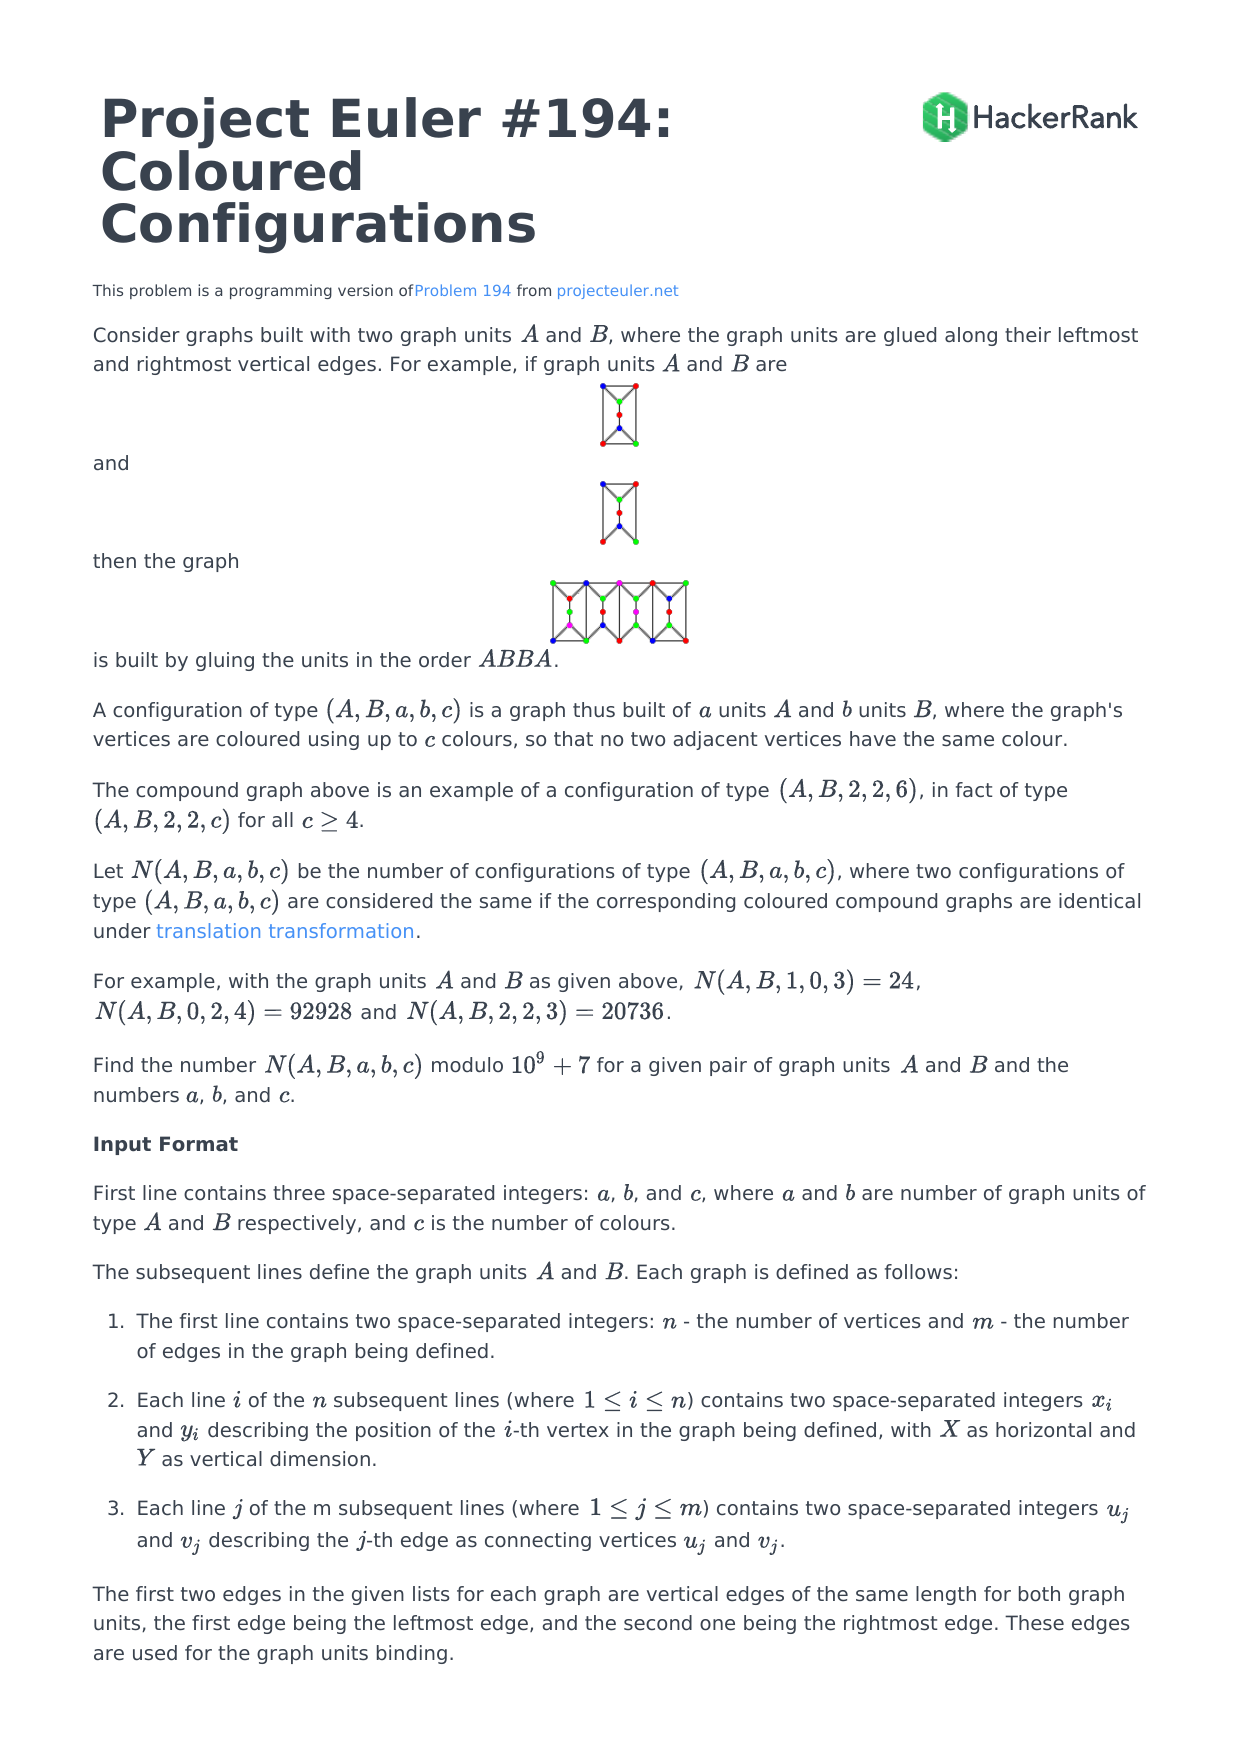 Project Euler #194:
Coloured
Configurations
HackerRank
This problem is a programming version ofProblem 194 from projecteuler.net
Consider graphs built with two graph units A and B, where the graph units are glued along their leftmost
and rightmost vertical edges. For example, if graph units A and B are
and
then the graph
is built by gluing the units in the order ABBA.
A configuration of type (A, B, a, b, c) is a graph thus built of a units A and b units B, where the graph's
vertices are coloured using up to c colours, so that no two adjacent vertices have the same colour.
The compound graph above is an example of a configuration of type (A, B, 2, 2, 6), in fact of type
(A, B, 2, 2, c) for all c ≥ 4.
Let N(A, B, a, b, c) be the number of configurations of type (A, B, a, b, c), where two configurations of
type (A, B, a, b, c) are considered the same if the corresponding coloured compound graphs are identical
under translation transformation.
For example, with the graph units A and B as given above, N(A, B, 1, 0, 3) = 24,
N(A, B, 0, 2, 4) = 92928 and N(A, B, 2, 2, 3) = 20736.
Find the number N(A, B, a, b, c) modulo 10⁹ + 7 for a given pair of graph units A and B and the
numbers a, b, and c.
Input Format
First line contains three space-separated integers: a, b, and c, where a and b are number of graph units of
type A and B respectively, and c is the number of colours.
The subsequent lines define the graph units A and B. Each graph is defined as follows:
1. The first line contains two space-separated integers: n - the number of vertices and m - the number
of edges in the graph being defined.
2. Each line i of the n subsequent lines (where 1 ≤ i ≤ n) contains two space-separated integers xᵢ
and yᵢ describing the position of the i-th vertex in the graph being defined, with X as horizontal and
Y as vertical dimension.
3. Each line j of the m subsequent lines (where 1 ≤ j ≤ m) contains two space-separated integers uⱼ
and vⱼ describing the j-th edge as connecting vertices uⱼ and vⱼ.
The first two edges in the given lists for each graph are vertical edges of the same length for both graph
units, the first edge being the leftmost edge, and the second one being the rightmost edge. These edges
are used for the graph units binding.